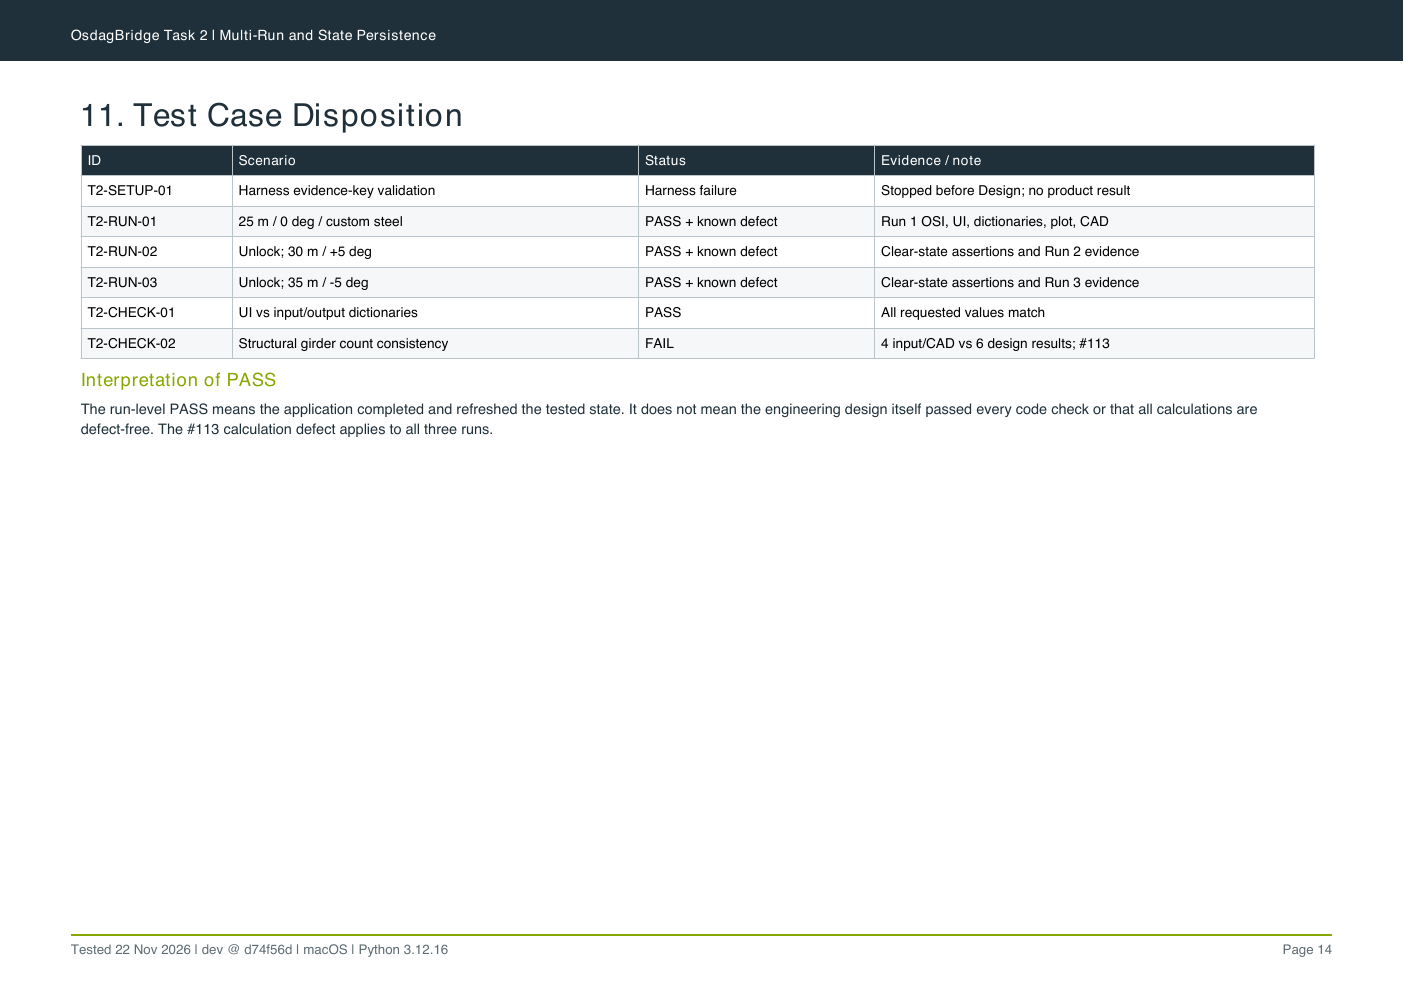 OsdagBridge Task 2 | Multi-Run and State Persistence
11. Test Case Disposition
ID Scenario Status Evidence / note
T2-SETUP-01 Harness evidence-key validation Harness failure Stopped before Design; no product result
T2-RUN-01 25 m / 0 deg / custom steel PASS + known defect Run 1 OSI, UI, dictionaries, plot, CAD
T2-RUN-02 Unlock; 30 m / +5 deg PASS + known defect Clear-state assertions and Run 2 evidence
T2-RUN-03 Unlock; 35 m / -5 deg PASS + known defect Clear-state assertions and Run 3 evidence
T2-CHECK-01 UI vs input/output dictionaries PASS All requested values match
T2-CHECK-02 Structural girder count consistency FAIL 4 input/CAD vs 6 design results; #113
Interpretation of PASS
The run-level PASS means the application completed and refreshed the tested state. It does not mean the engineering design itself passed every code check or that all calculations are
defect-free. The #113 calculation defect applies to all three runs.
Tested 22 Nov 2026 | dev @ d74f56d | macOS | Python 3.12.16
Page 14